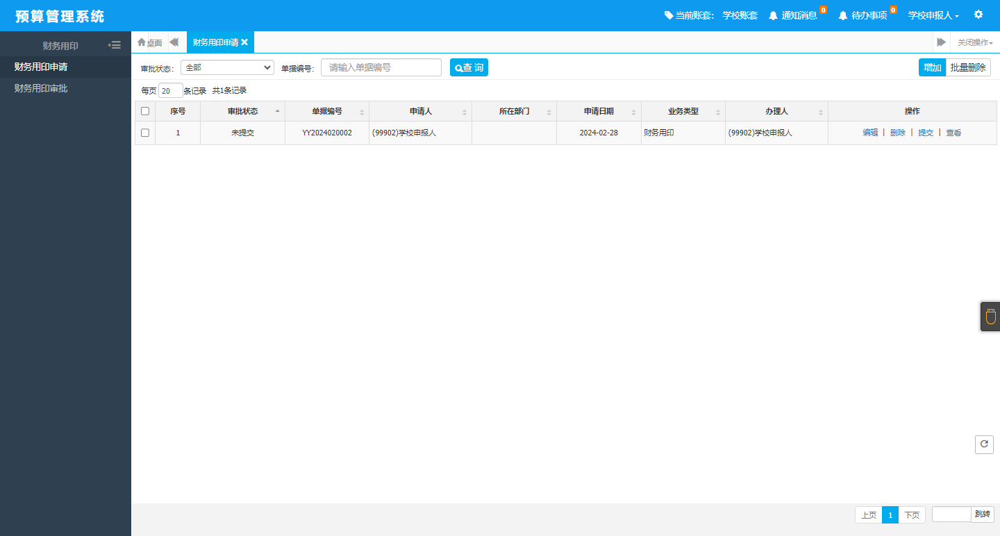 预算管理系统
当前账套： 学校账套 通知消息 0 待办事项 0 学校申报人
财务用印
财务用印申请
财务用印审批
桌面 财务用印申请 关闭操作
审批状态： 全部 单据编号： 请输入单据编号 查 询 增加 批量删除
每页 20 条记录 共1条记录
序号 审批状态 单据编号 申请人 所在部门 申请日期 业务类型 办理人 操作
1 未提交 YY2024020002 (99902)学校申报人 2024-02-28 财务用印 (99902)学校申报人 编辑 | 删除 | 提交 | 查看
上页 1 下页 跳转